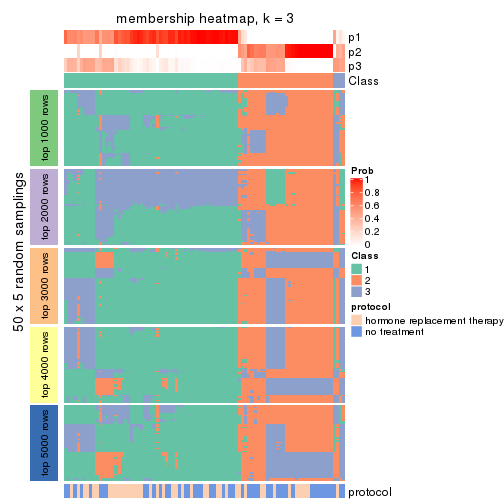 membership heatmap, k = 3
p1
p2
p3
Class
50 x 5 random samplings
top 1000 rows
top 2000 rows
top 3000 rows
top 4000 rows
top 5000 rows
Prob
1
0.8
0.6
0.4
0.2
0
Class
1
2
3
protocol
hormone replacement therapy
no treatment
protocol